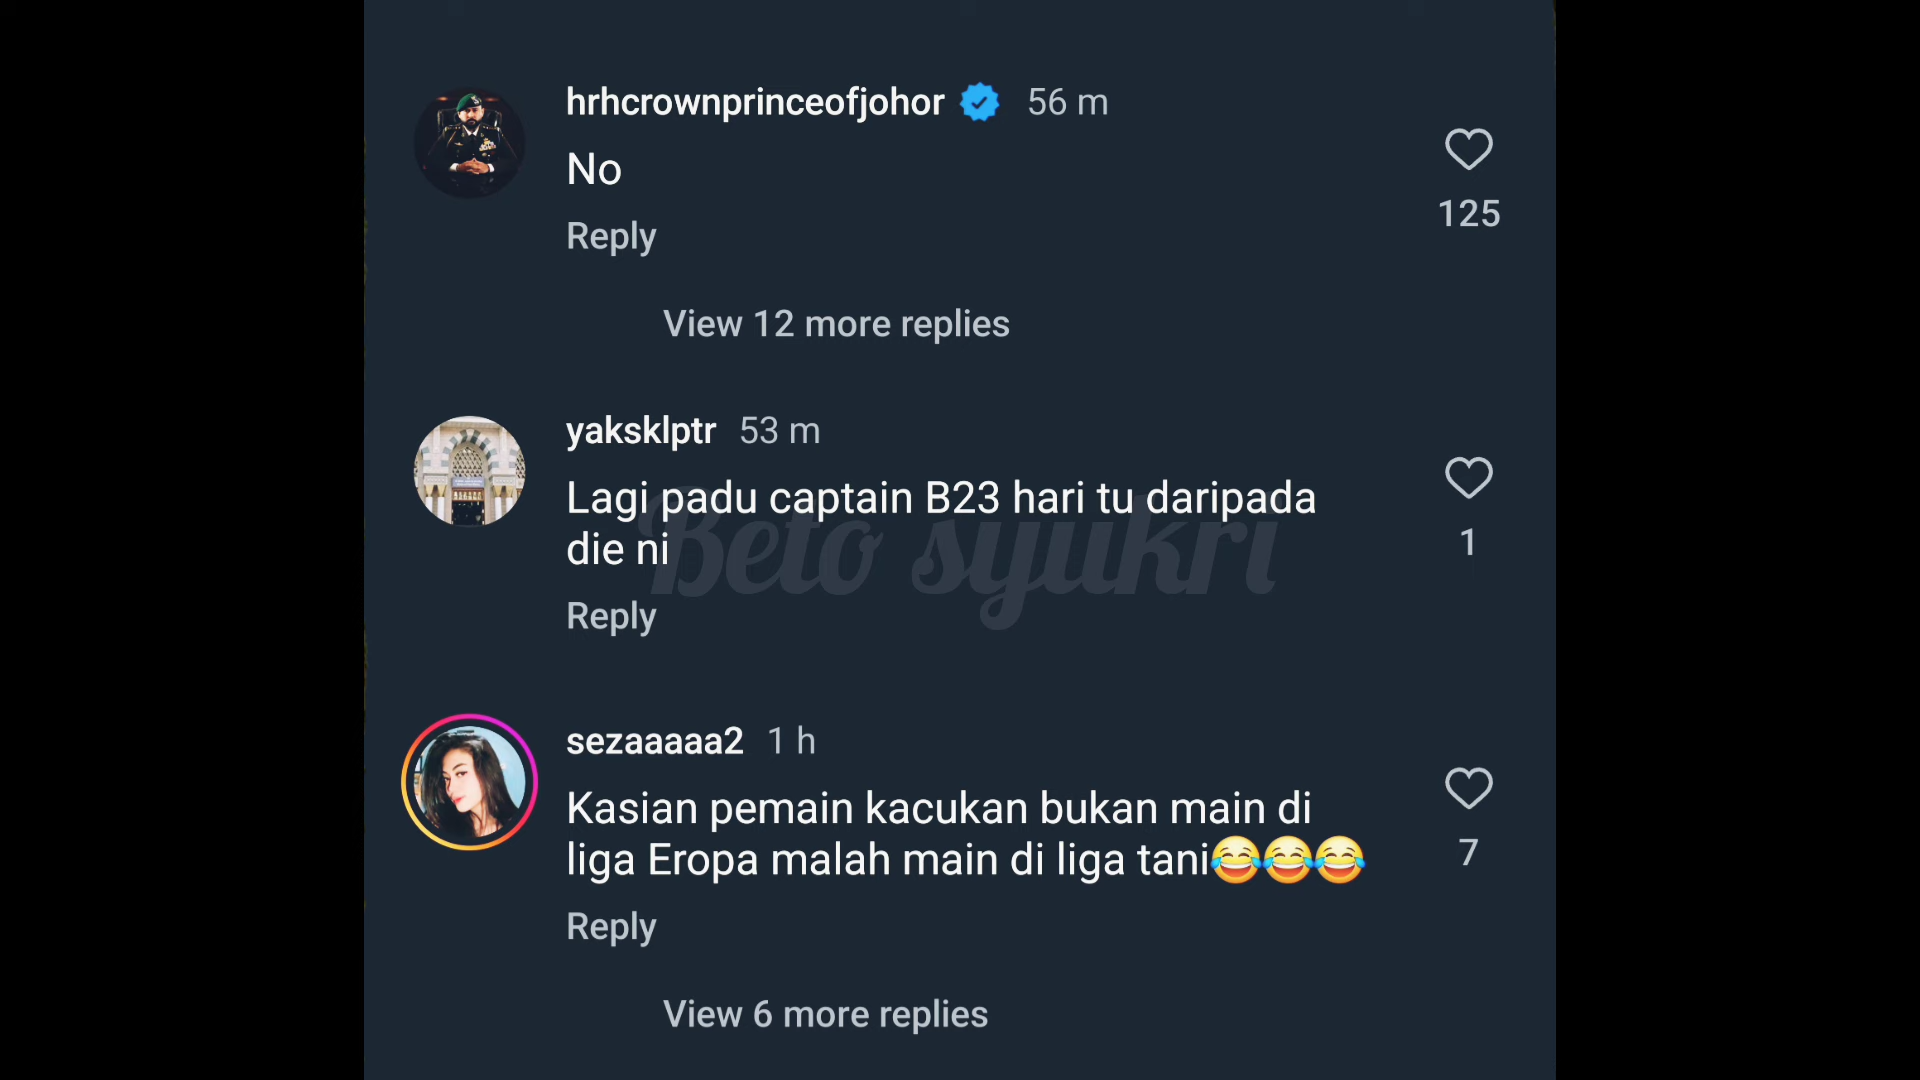 hrhcrownprinceofjohor 56 m
No
125
Reply
View 12 more replies
yaksklptr 53 m
Lagi padu captain B23 hari tu daripada
die ni
1
Beto syukri
Reply
sezaaaaa2 1 h
Kasian pemain kacukan bukan main di
liga Eropa malah main di liga tani😂😂😂
7
Reply
View 6 more replies